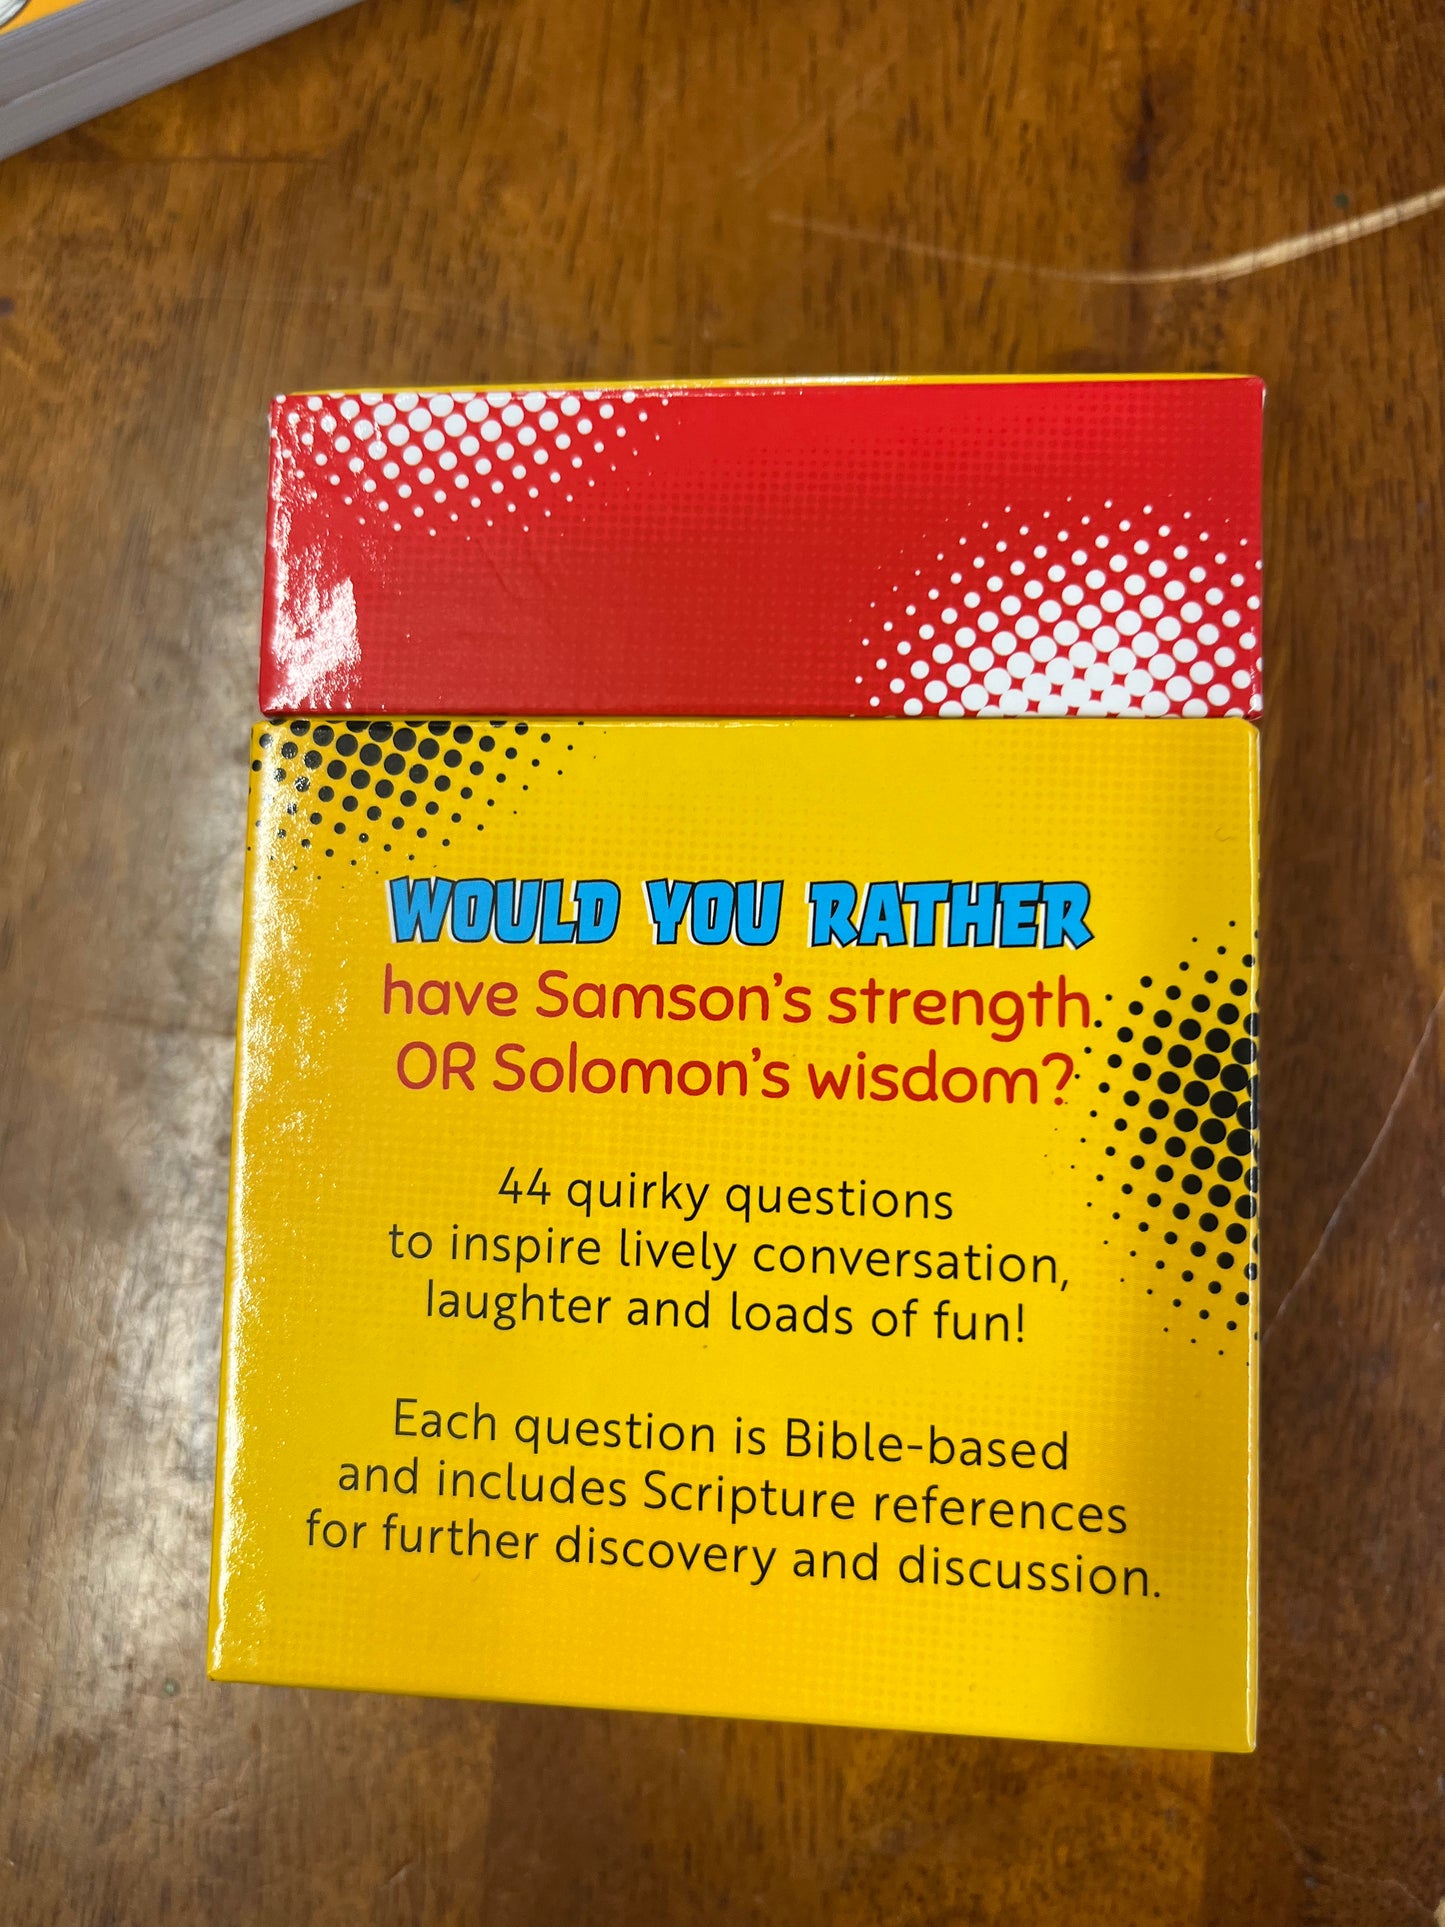 WOULD YOU RATHER
have Samson's strength
OR Solomon's wisdom?
44 quirky questions
to inspire lively conversation,
laughter and loads of fun!
Each question is Bible-based
and includes Scripture references
for further discovery and discussion.